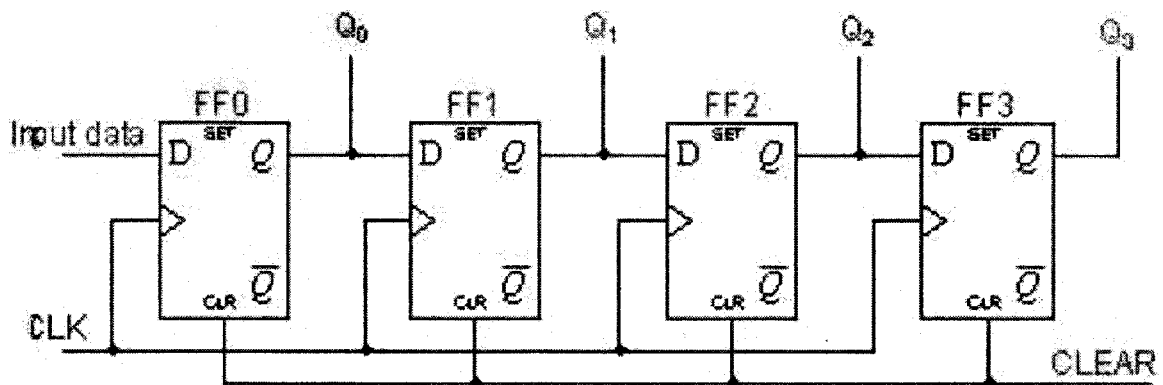 Q₀ Q₁ Q₂ Q₃
FF0 FF1 FF2 FF3
Input data
SET SET SET SET
D Q D Q D Q D Q
Q̅ Q̅ Q̅ Q̅
CLR CLR CLR CLR
CLK
CLEAR